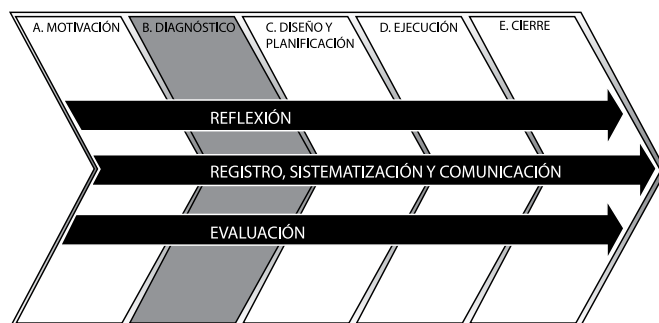 A. MOTIVACIÓN
B. DIAGNÓSTICO
C. DISEÑO Y
PLANIFICACIÓN
D. EJECUCIÓN
E. CIERRE
REFLEXIÓN
REGISTRO, SISTEMATIZACIÓN Y COMUNICACIÓN
EVALUACIÓN